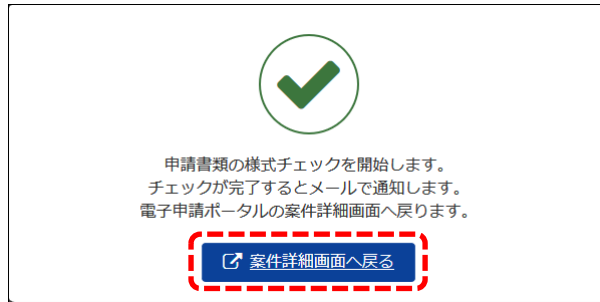 申請書類の様式チェックを開始します。
チェックが完了するとメールで通知します。
電子申請ポータルの案件詳細画面へ戻ります。
案件詳細画面へ戻る